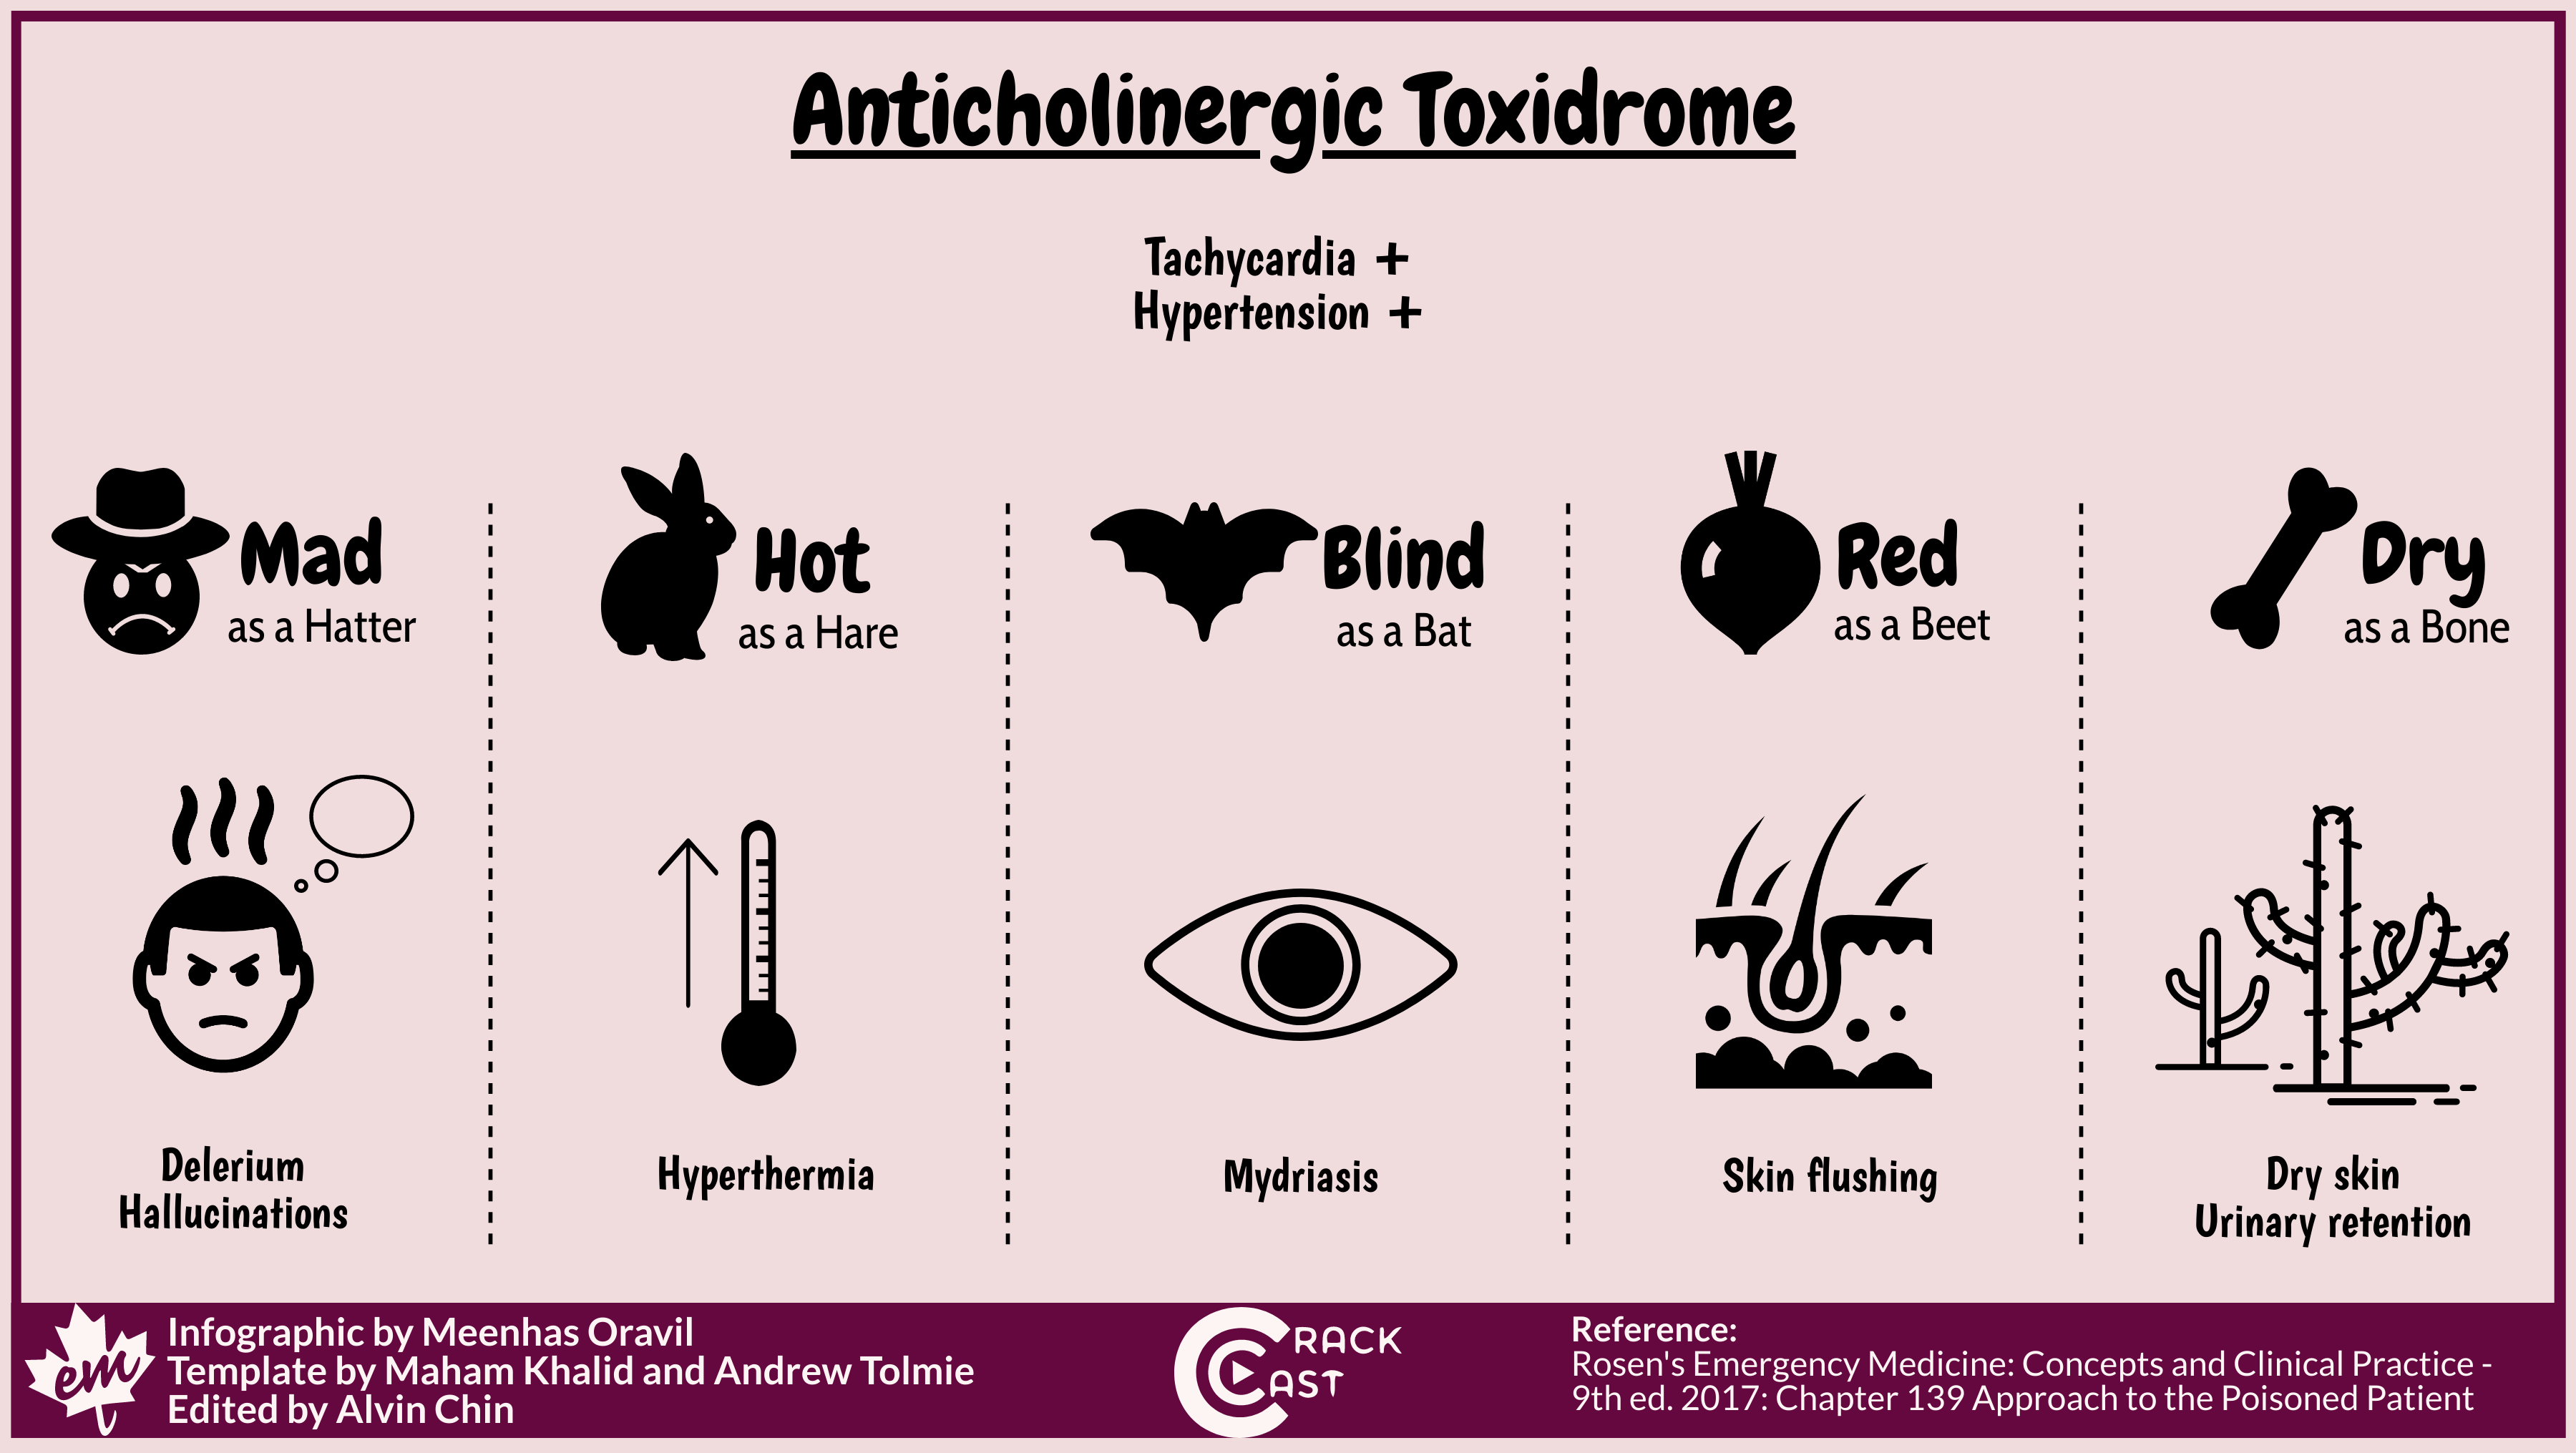 Anticholinergic Toxidrome
Tachycardia +
Hypertension +
Mad
as a Hatter
Hot
as a Hare
Blind
as a Bat
Red
as a Beet
Dry
as a Bone
Delerium
Hallucinations
Hyperthermia
Mydriasis
Skin flushing
Dry skin
Urinary retention
em
Infographic by Meenhas Oravil
Template by Maham Khalid and Andrew Tolmie
Edited by Alvin Chin
CRACK
CAST
Reference:
Rosen's Emergency Medicine: Concepts and Clinical Practice -
9th ed. 2017: Chapter 139 Approach to the Poisoned Patient